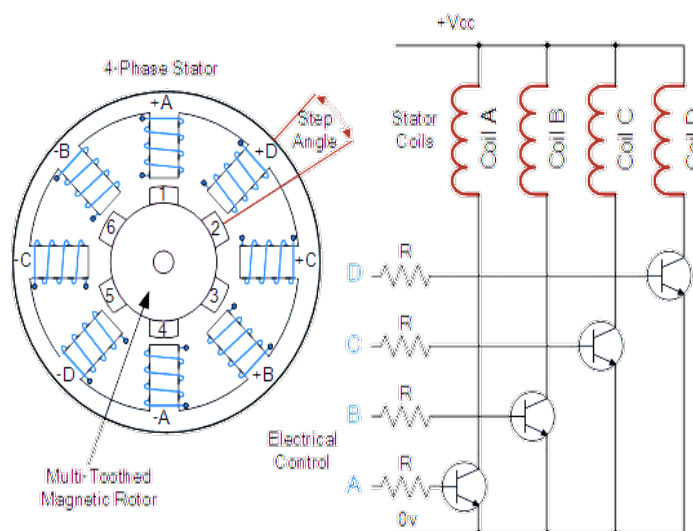 +Vcc
4-Phase Stator
+A
Step
Angle
Stator
Coils
Coil A
Coil B
Coil C
Coil D
-B
+D
1
2
6
-C
+C
5
3
4
-D
+B
-A
D
R
C
R
B
R
A
R
Electrical
Control
0v
Multi-Toothed
Magnetic Rotor